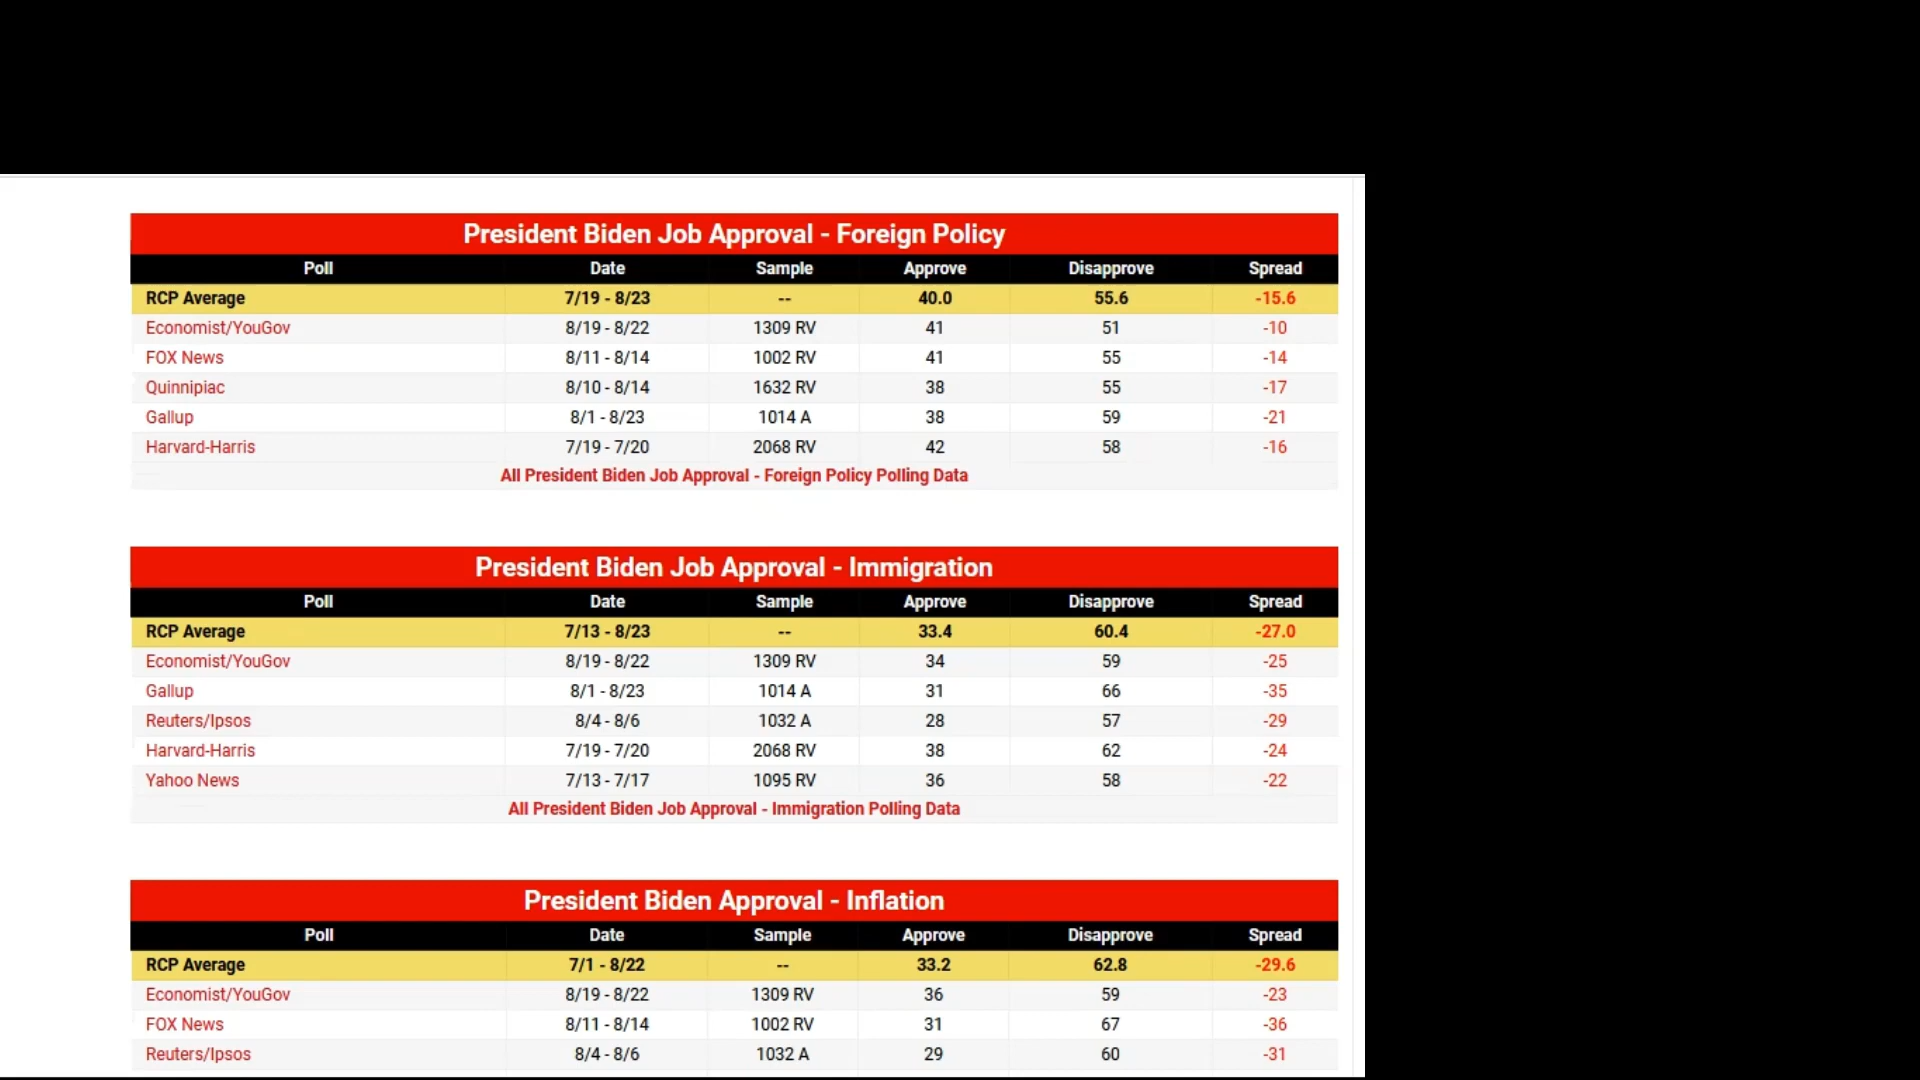 President Biden Job Approval - Foreign Policy
Poll Date Sample Approve Disapprove Spread
RCP Average 7/19 - 8/23 -- 40.0 55.6 -15.6
Economist/YouGov 8/19 - 8/22 1309 RV 41 51 -10
FOX News 8/11 - 8/14 1002 RV 41 55 -14
Quinnipiac 8/10 - 8/14 1632 RV 38 55 -17
Gallup 8/1 - 8/23 1014 A 38 59 -21
Harvard-Harris 7/19 - 7/20 2068 RV 42 58 -16
All President Biden Job Approval - Foreign Policy Polling Data
President Biden Job Approval - Immigration
Poll Date Sample Approve Disapprove Spread
RCP Average 7/13 - 8/23 -- 33.4 60.4 -27.0
Economist/YouGov 8/19 - 8/22 1309 RV 34 59 -25
Gallup 8/1 - 8/23 1014 A 31 66 -35
Reuters/Ipsos 8/4 - 8/6 1032 A 28 57 -29
Harvard-Harris 7/19 - 7/20 2068 RV 38 62 -24
Yahoo News 7/13 - 7/17 1095 RV 36 58 -22
All President Biden Job Approval - Immigration Polling Data
President Biden Approval - Inflation
Poll Date Sample Approve Disapprove Spread
RCP Average 7/1 - 8/22 -- 33.2 62.8 -29.6
Economist/YouGov 8/19 - 8/22 1309 RV 36 59 -23
FOX News 8/11 - 8/14 1002 RV 31 67 -36
Reuters/Ipsos 8/4 - 8/6 1032 A 29 60 -31